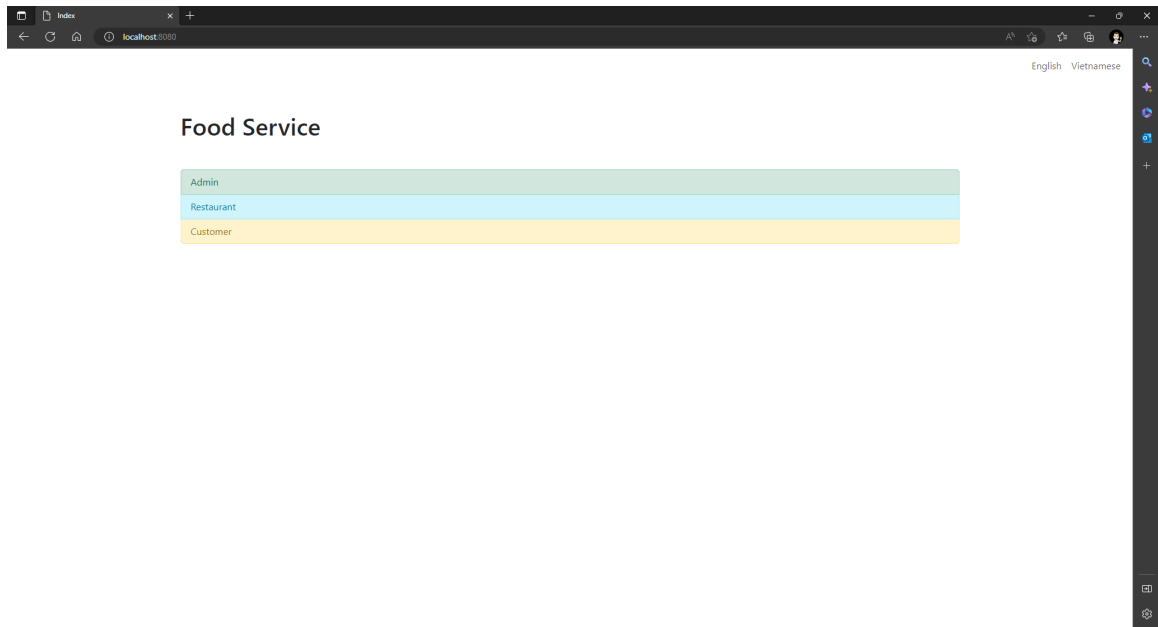 Index
localhost:8080
English Vietnamese
Food Service
Admin
Restaurant
Customer